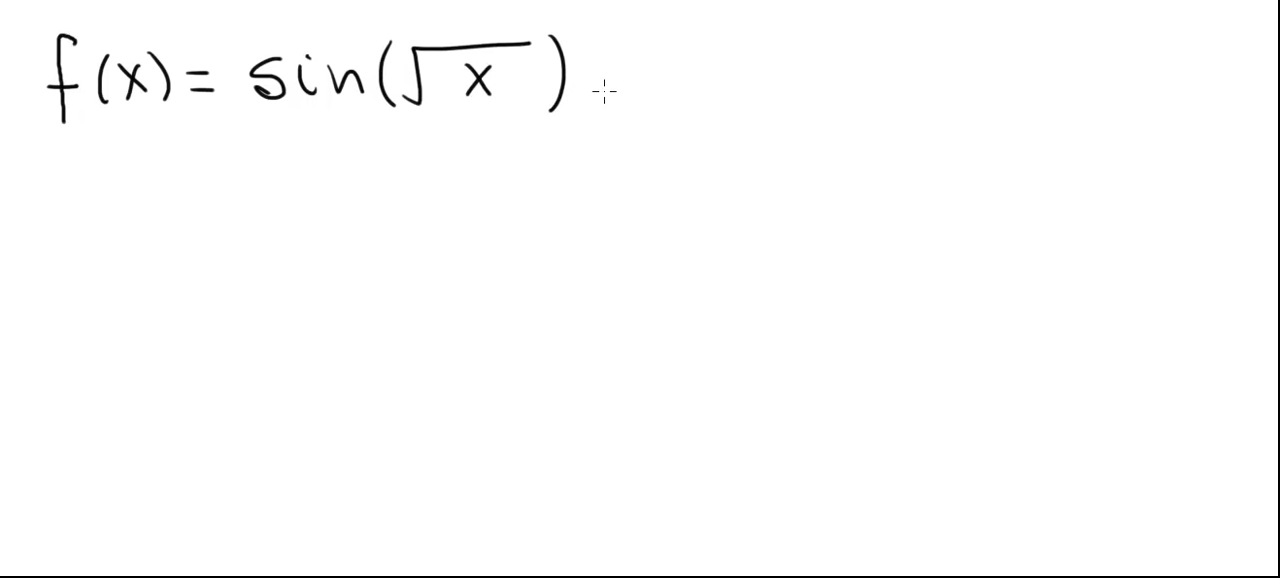 f(x) = sin(√x)